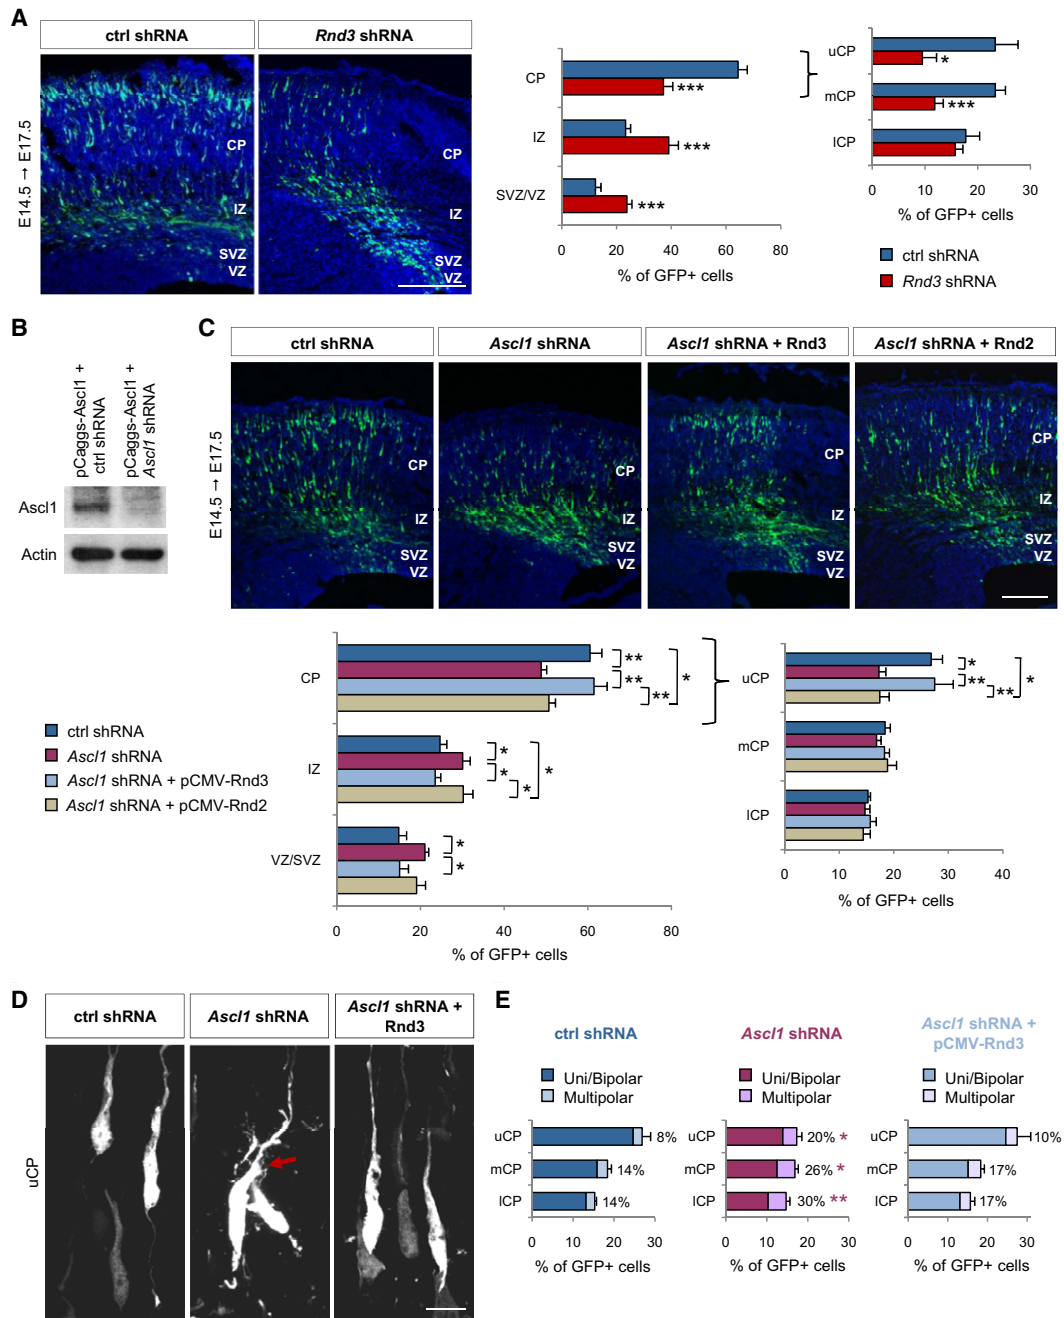 A
ctrl shRNA
Rnd3 shRNA
E14.5 → E17.5
CP
IZ
SVZ
VZ
CP
IZ
SVZ
VZ
CP
IZ
SVZ/VZ
***
***
***
0 20 40 60 80
% of GFP+ cells
uCP
mCP
lCP
*
***
0 10 20 30
% of GFP+ cells
ctrl shRNA
Rnd3 shRNA
B
pCaggs-Ascl1 +
ctrl shRNA
pCaggs-Ascl1 +
Ascl1 shRNA
Ascl1
Actin
C
ctrl shRNA
Ascl1 shRNA
Ascl1 shRNA + Rnd3
Ascl1 shRNA + Rnd2
E14.5 → E17.5
CP
IZ
SVZ
VZ
CP
IZ
SVZ
VZ
CP
IZ
SVZ
VZ
CP
IZ
SVZ
VZ
ctrl shRNA
Ascl1 shRNA
Ascl1 shRNA + pCMV-Rnd3
Ascl1 shRNA + pCMV-Rnd2
CP
IZ
VZ/SVZ
**
**
**
*
*
*
*
*
*
*
0 20 40 60 80
% of GFP+ cells
uCP
mCP
lCP
*
**
**
*
0 10 20 30 40
% of GFP+ cells
D
ctrl shRNA
Ascl1 shRNA
Ascl1 shRNA +
Rnd3
uCP
E
ctrl shRNA
Uni/Bipolar
Multipolar
uCP 8%
mCP 14%
lCP 14%
0 10 20 30
% of GFP+ cells
Ascl1 shRNA
Uni/Bipolar
Multipolar
uCP 20% *
mCP 26% *
lCP 30% **
0 10 20 30
% of GFP+ cells
Ascl1 shRNA +
pCMV-Rnd3
Uni/Bipolar
Multipolar
uCP 10%
mCP 17%
lCP 17%
0 10 20 30
% of GFP+ cells